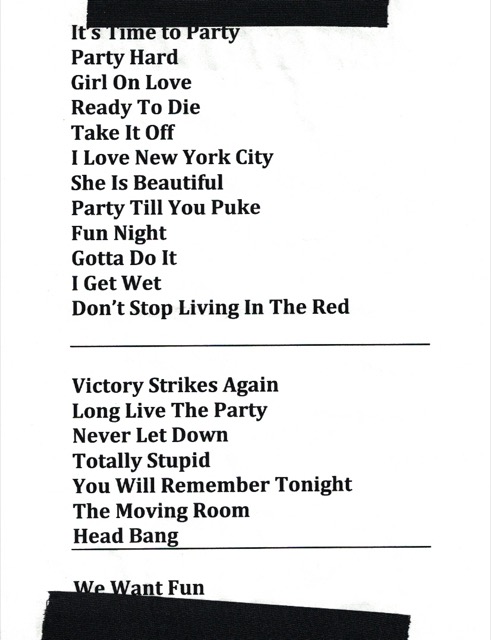 It's Time to Party
Party Hard
Girl On Love
Ready To Die
Take It Off
I Love New York City
She Is Beautiful
Party Till You Puke
Fun Night
Gotta Do It
I Get Wet
Don't Stop Living In The Red
Victory Strikes Again
Long Live The Party
Never Let Down
Totally Stupid
You Will Remember Tonight
The Moving Room
Head Bang
We Want Fun